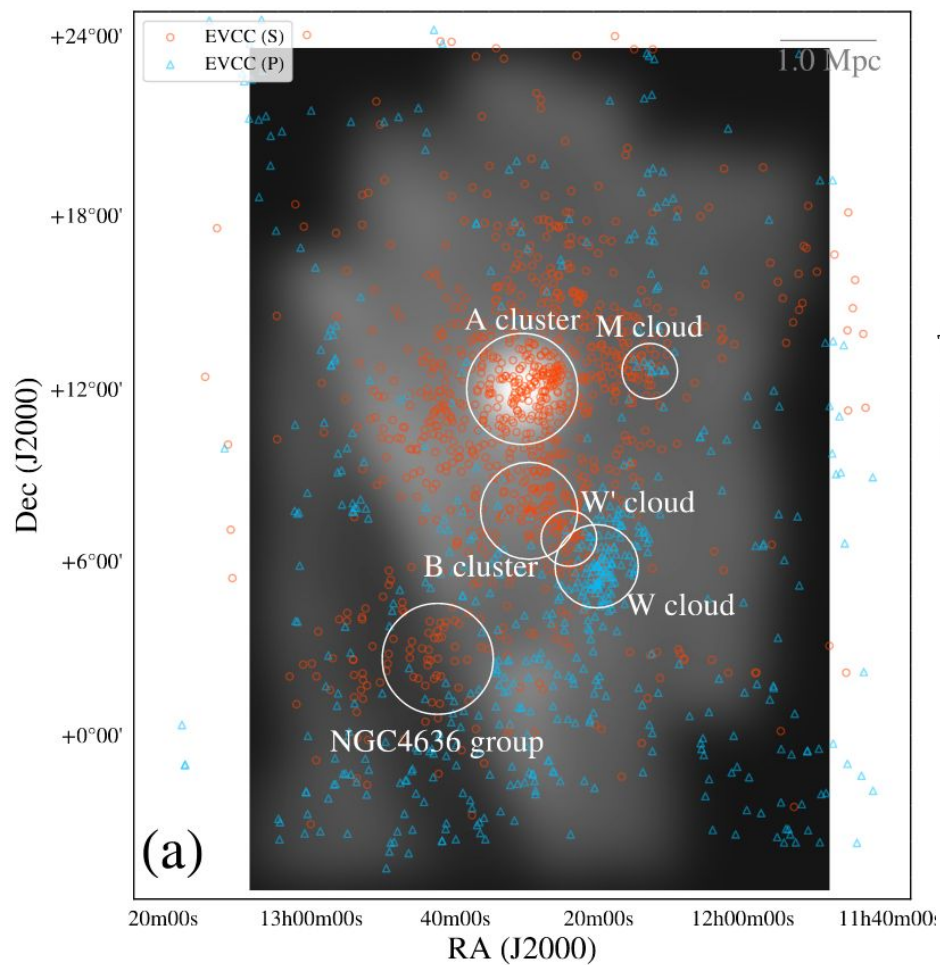 +24°00'
EVCC (S)
EVCC (P)
1.0 Mpc
+18°00'
A cluster
M cloud
+12°00'
W' cloud
+6°00'
B cluster
W cloud
+0°00'
NGC4636 group
(a)
Dec (J2000)
20m00s 13h00m00s 40m00s 20m00s 12h00m00s 11h40m00s
RA (J2000)